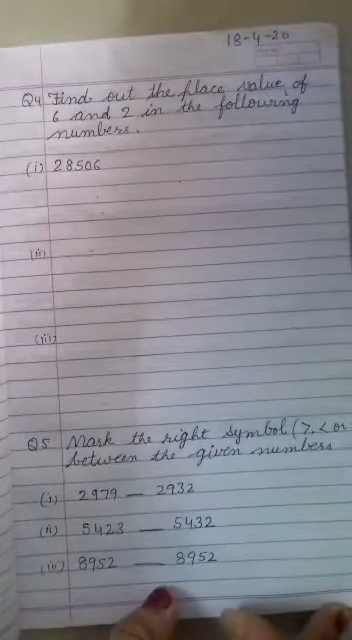 18-4-20
Q4 Find out the place value of
6 and 2 in the following
numbers.
(i) 28506
(ii)
(iii)
Q5 Mark the right symbol (>, < or
between the given numbers
(i) 2979 — 2932
(ii) 5423 — 5432
(iii) 8952 — 8952